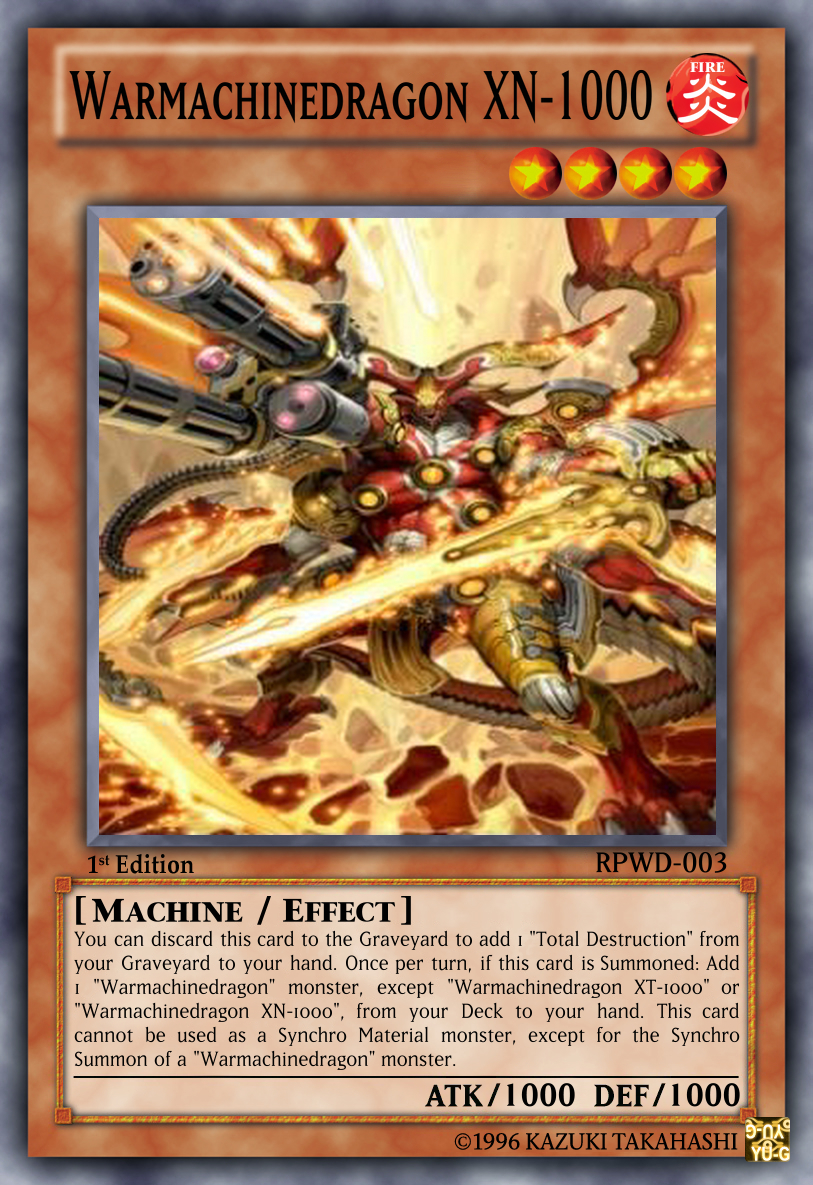 Warmachinedragon XN-1000
FIRE
炎
1st Edition
RPWD-003
[ Machine / Effect ]
You can discard this card to the Graveyard to add 1 "Total Destruction" from
your Graveyard to your hand. Once per turn, if this card is Summoned: Add
1 "Warmachinedragon" monster, except "Warmachinedragon XT-1000" or
"Warmachinedragon XN-1000", from your Deck to your hand. This card
cannot be used as a Synchro Material monster, except for the Synchro
Summon of a "Warmachinedragon" monster.
ATK/1000 DEF/1000
©1996 KAZUKI TAKAHASHI